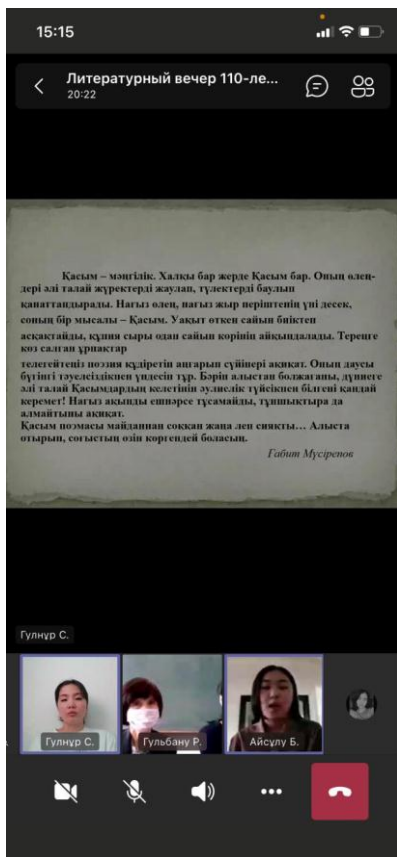 15:15
Литературный вечер 110-ле...
20:22
Қасым – мәңгілік. Халқы бар жерде Қасым бар. Оның өлең-
дері әлі талай жүректерді жаулап, түлектерді баулып
қанаттандырады. Нағыз өлең, нағыз жыр періштенің үні десек,
соның бір мысалы – Қасым. Уақыт өткен сайын биіктеп
асқақтайды, құпия сыры одан сайын көрініп айқындалады. Тереңге
көз салған ұрпақтар
телегейтеңіз поэзия құдіретін аңғарып сүйінері ақиқат. Оның даусы
бүгінгі тәуелсіздікпен үндесіп тұр. Бәрін алыстан болжағаны, дүниеге
әлі талай Қасымдардың келетінін әулиелік түйсікпен білгені қандай
керемет! Нағыз ақынды ешнәрсе тұсамайды, тұншықтыра да
алмайтыны ақиқат.
Қасым поэмасы майданнан соққан жаңа леп сияқты… Алыста
отырып, соғыстың өзін көргендей боласың.
Ғабит Мүсірепов
Гулнұр С.
Гулнұр С.
Гульбану Р.
Айсұлу Б.